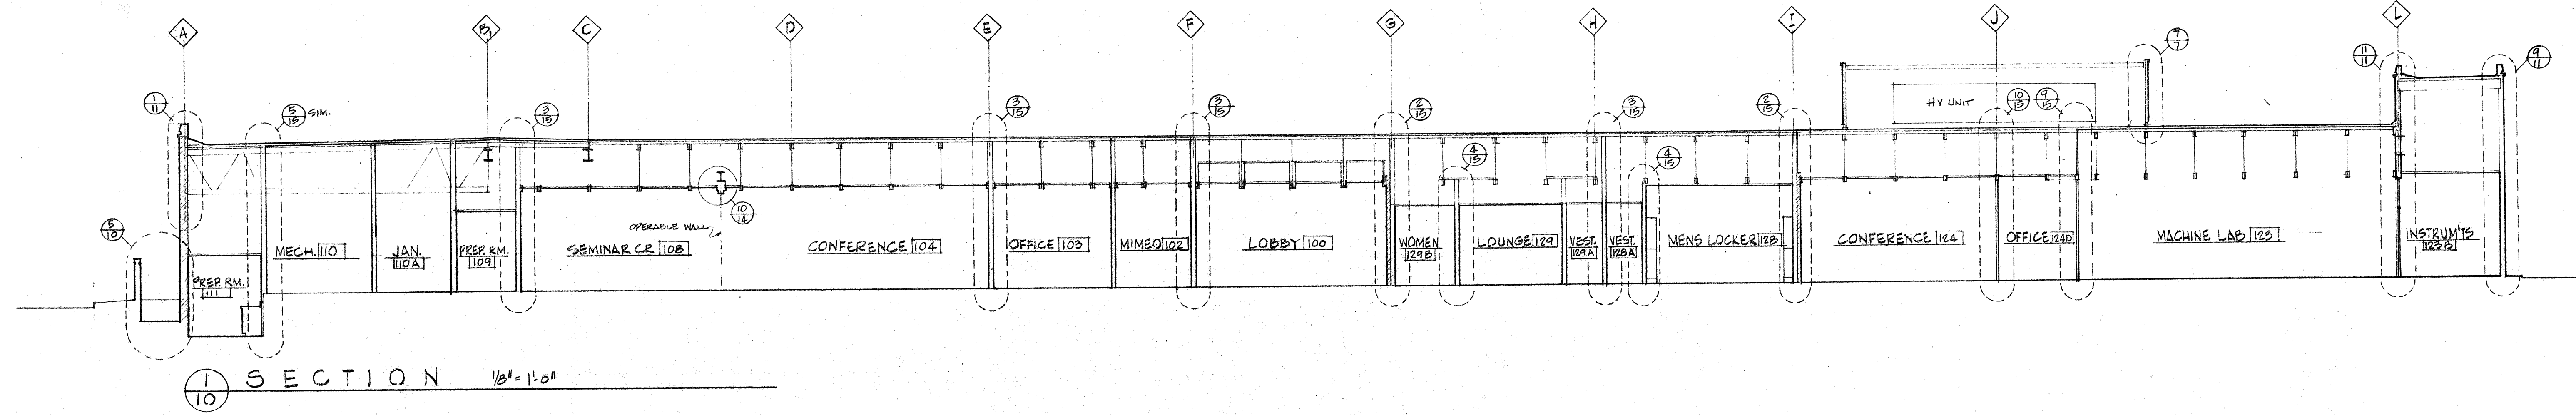 A
B₁
C
D
E
F
G
H
I
J
L
7
7
11
11
9
11
1
11
5
15
SIM.
3
15
3
15
3
15
2
15
3
15
2
15
HV UNIT
10
15
9
15
4
15
4
15
10
14
5
10
OPERABLE WALL
PREP. RM.
111
MECH. 110
JAN.
110A
PREP. RM.
109
SEMINAR CR 108
CONFERENCE 104
OFFICE 103
MIMEO 102
LOBBY 100
WOMEN
129B
LOUNGE 129
VEST.
129A
VEST.
128A
MENS LOCKER 128
CONFERENCE 124
OFFICE 124D
MACHINE LAB 123
INSTRUM'TS
123B
1
10
SECTION 1/8" = 1'-0"